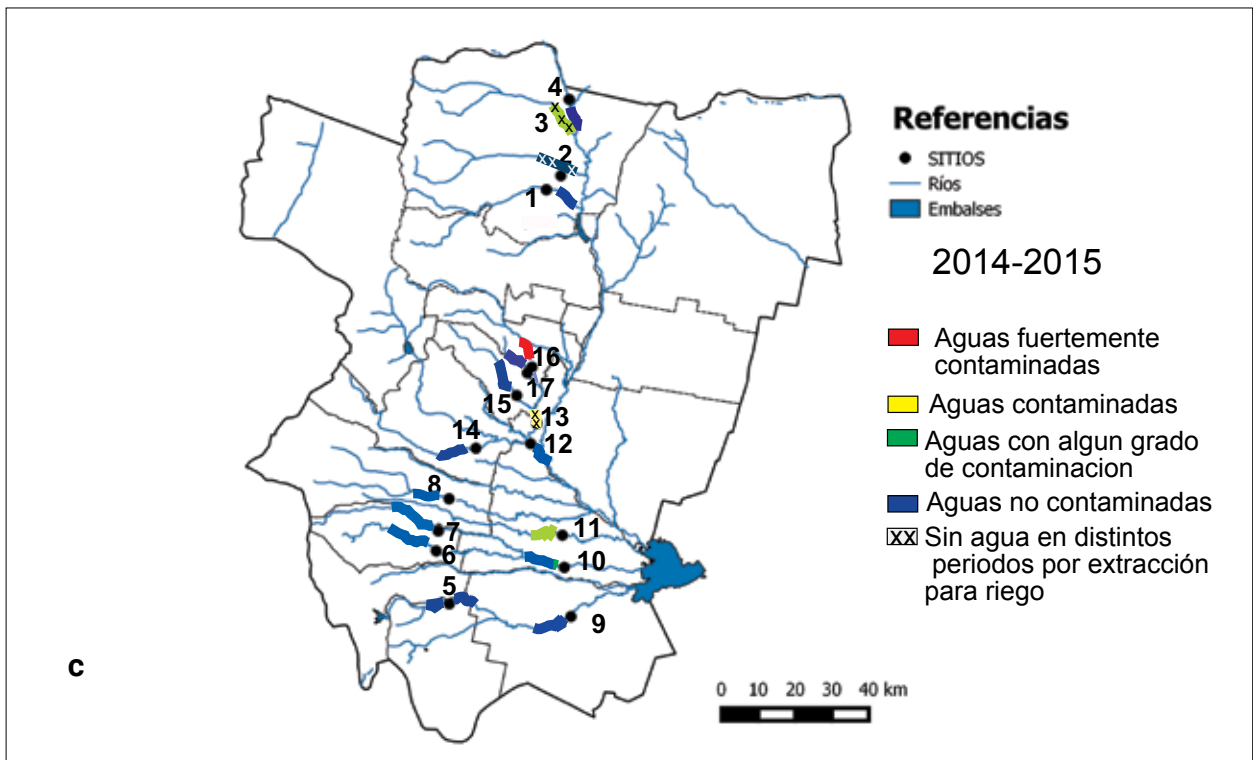 4
3
2
1
16
17
15
13
14
12
8
11
7
10
6
5
9
c
Referencias
SITIOS
Ríos
Embalses
2014-2015
Aguas fuertemente
contaminadas
Aguas contaminadas
Aguas con algun grado
de contaminacion
Aguas no contaminadas
XX Sin agua en distintos
periodos por extracción
para riego
0 10 20 30 40 km